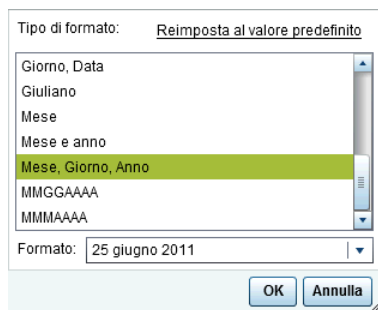 Tipo di formato: Reimposta al valore predefinito
Giorno, Data
Giuliano
Mese
Mese e anno
Mese, Giorno, Anno
MMGGAAAA
MMMAAAA
Formato: 25 giugno 2011
OK Annulla